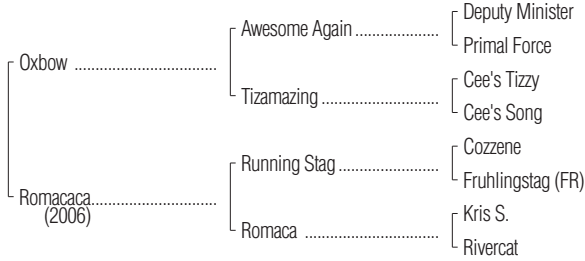 Deputy Minister
Awesome Again ....................
Primal Force
Oxbow ..................................
Cee's Tizzy
Tizamazing ............................
Cee's Song
Cozzene
Running Stag ........................
Fruhlingstag (FR)
Romacaca..............................
(2006)
Kris S.
Romaca ................................
Rivercat